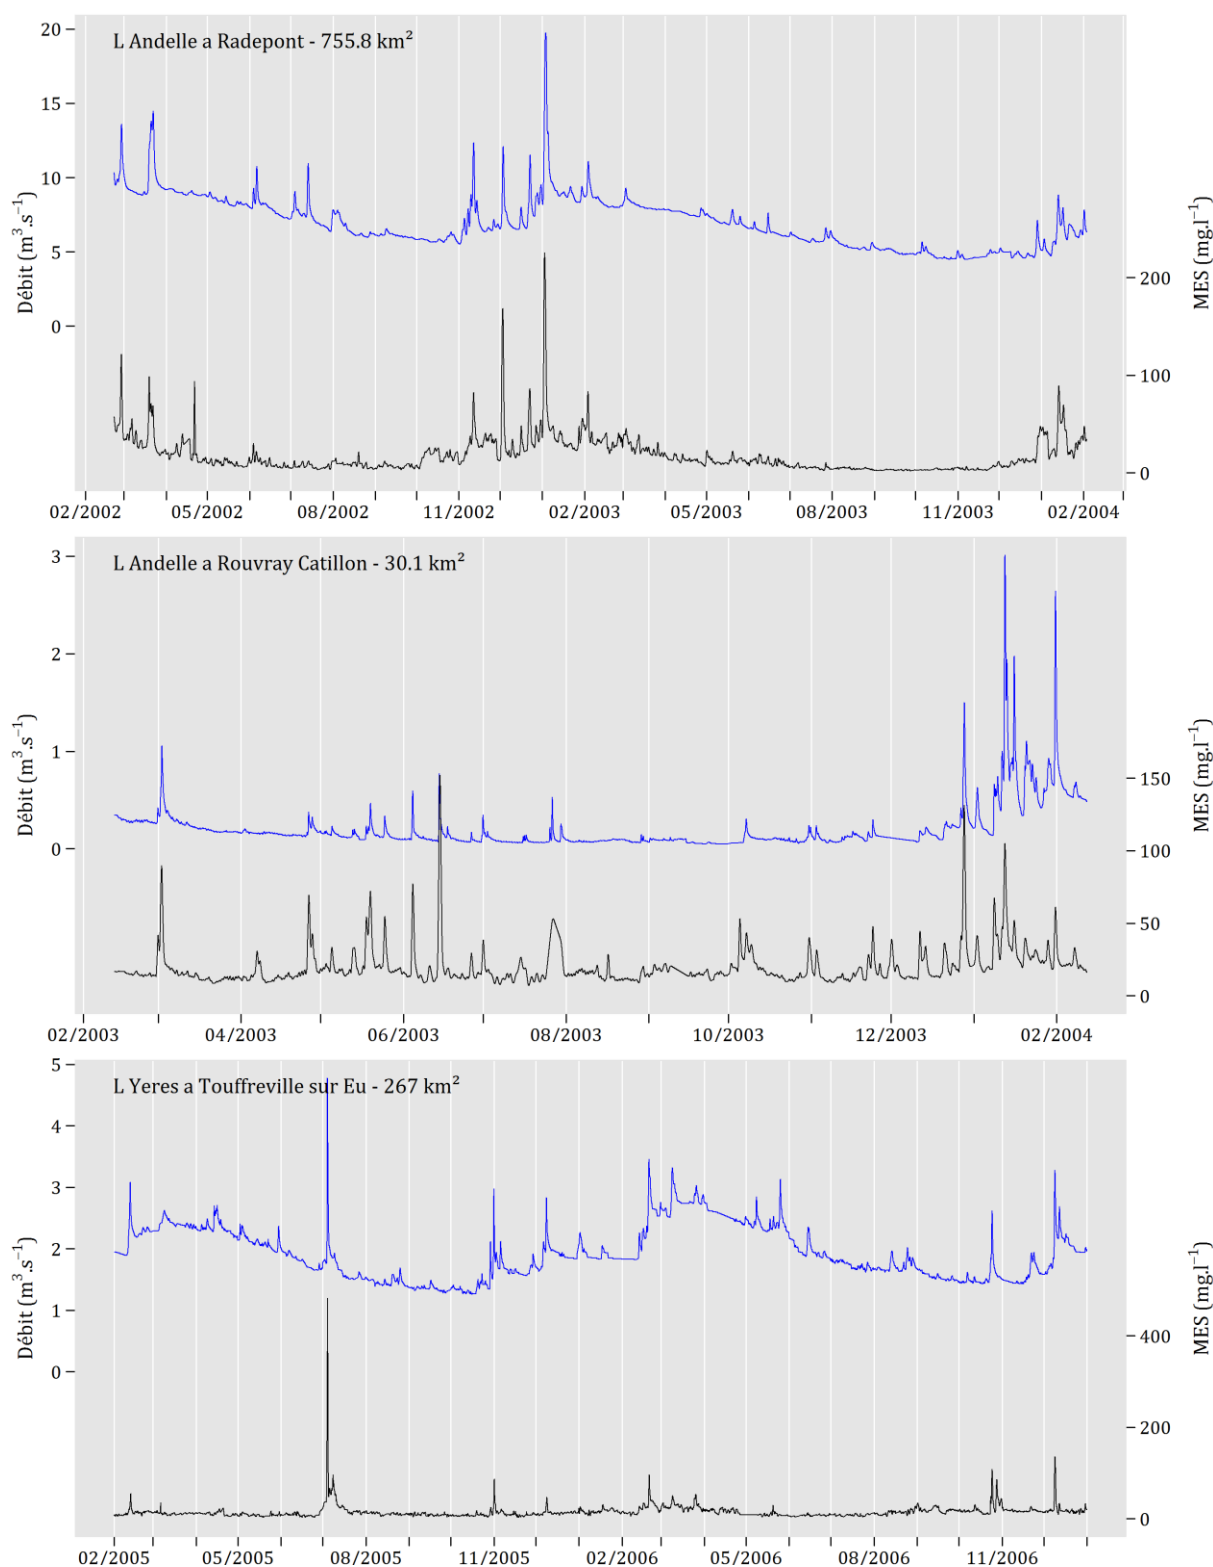 L Andelle a Radepont - 755.8 km²
Débit (m³.s⁻¹)
20
15
10
5
0
MES (mg.l⁻¹)
200
100
0
02/2002 05/2002 08/2002 11/2002 02/2003 05/2003 08/2003 11/2003 02/2004
L Andelle a Rouvray Catillon - 30.1 km²
Débit (m³.s⁻¹)
3
2
1
0
MES (mg.l⁻¹)
150
100
50
0
02/2003 04/2003 06/2003 08/2003 10/2003 12/2003 02/2004
L Yeres a Touffreville sur Eu - 267 km²
Débit (m³.s⁻¹)
5
4
3
2
1
0
MES (mg.l⁻¹)
400
200
0
02/2005 05/2005 08/2005 11/2005 02/2006 05/2006 08/2006 11/2006